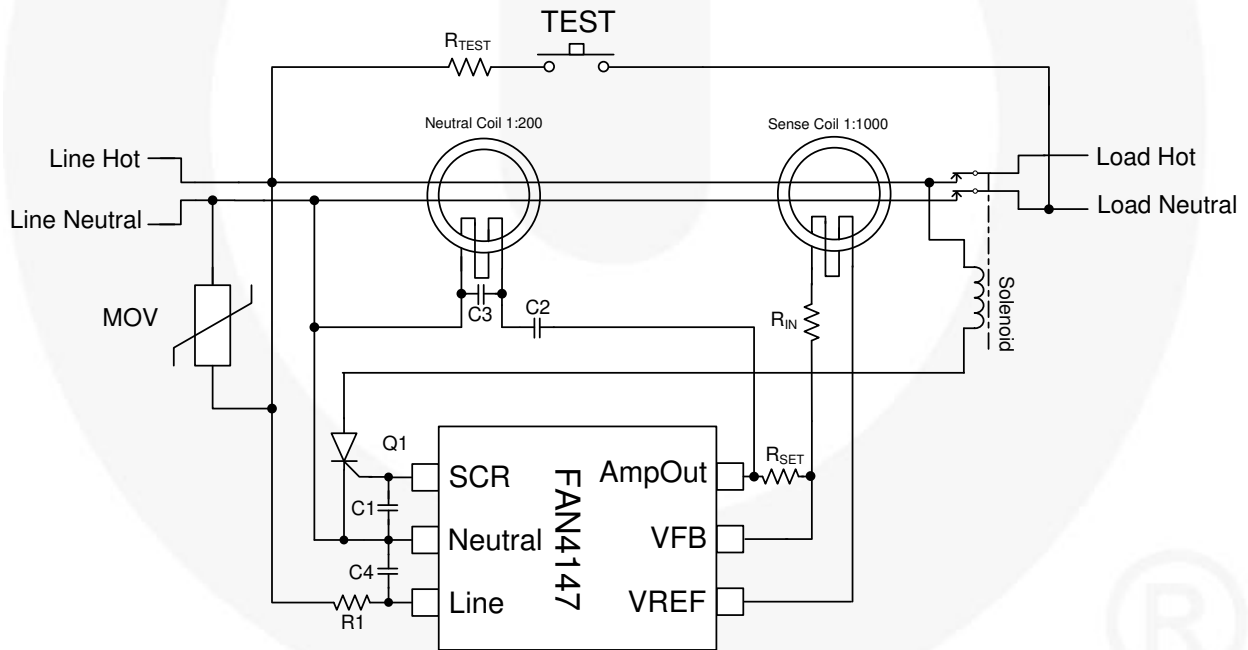 TEST
RTEST
Neutral Coil 1:200
Sense Coil 1:1000
Line Hot
Load Hot
Line Neutral
Load Neutral
MOV
C3
C2
RIN
Solenoid
Q1
RSET
SCR
AmpOut
C1
FAN4147
Neutral
VFB
C4
Line
VREF
R1
®